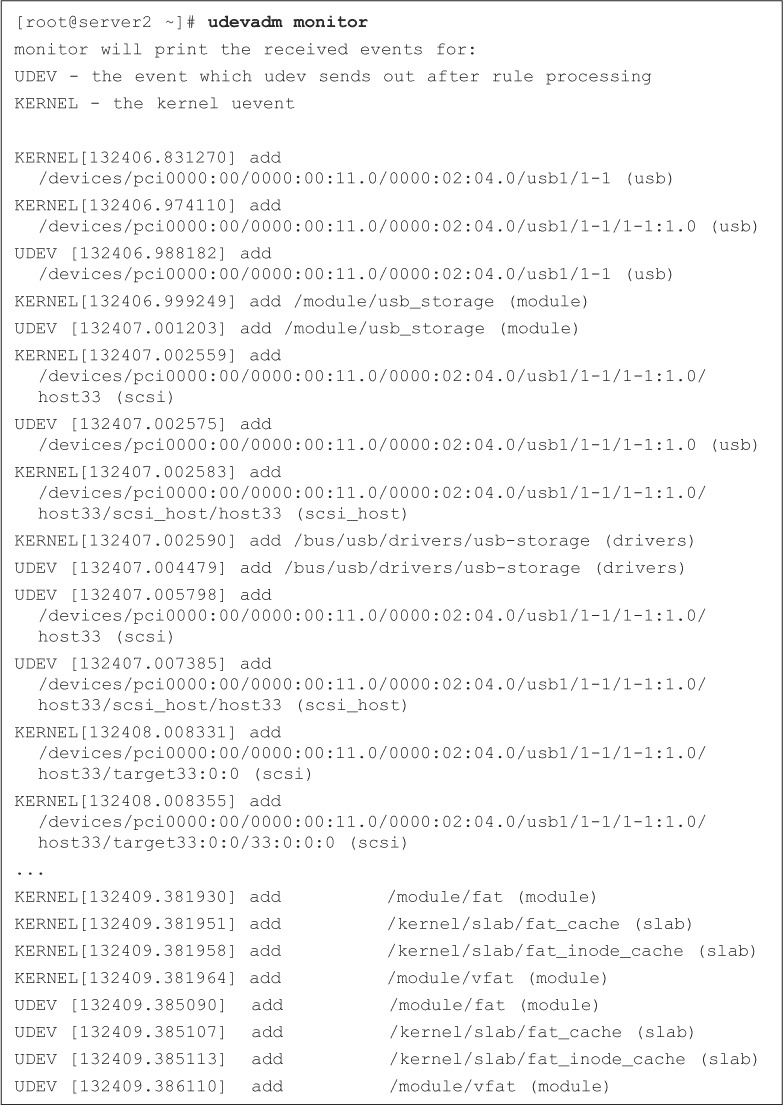 [root@server2 ~]# udevadm monitor
monitor will print the received events for:
UDEV - the event which udev sends out after rule processing
KERNEL - the kernel uevent
KERNEL[132406.831270] add
/devices/pci0000:00/0000:00:11.0/0000:02:04.0/usb1/1-1 (usb)
KERNEL[132406.974110] add
/devices/pci0000:00/0000:00:11.0/0000:02:04.0/usb1/1-1/1-1:1.0 (usb)
UDEV [132406.988182] add
/devices/pci0000:00/0000:00:11.0/0000:02:04.0/usb1/1-1 (usb)
KERNEL[132406.999249] add /module/usb_storage (module)
UDEV [132407.001203] add /module/usb_storage (module)
KERNEL[132407.002559] add
/devices/pci0000:00/0000:00:11.0/0000:02:04.0/usb1/1-1/1-1:1.0/
host33 (scsi)
UDEV [132407.002575] add
/devices/pci0000:00/0000:00:11.0/0000:02:04.0/usb1/1-1/1-1:1.0 (usb)
KERNEL[132407.002583] add
/devices/pci0000:00/0000:00:11.0/0000:02:04.0/usb1/1-1/1-1:1.0/
host33/scsi_host/host33 (scsi_host)
KERNEL[132407.002590] add /bus/usb/drivers/usb-storage (drivers)
UDEV [132407.004479] add /bus/usb/drivers/usb-storage (drivers)
UDEV [132407.005798] add
/devices/pci0000:00/0000:00:11.0/0000:02:04.0/usb1/1-1/1-1:1.0/
host33 (scsi)
UDEV [132407.007385] add
/devices/pci0000:00/0000:00:11.0/0000:02:04.0/usb1/1-1/1-1:1.0/
host33/scsi_host/host33 (scsi_host)
KERNEL[132408.008331] add
/devices/pci0000:00/0000:00:11.0/0000:02:04.0/usb1/1-1/1-1:1.0/
host33/target33:0:0 (scsi)
KERNEL[132408.008355] add
/devices/pci0000:00/0000:00:11.0/0000:02:04.0/usb1/1-1/1-1:1.0/
host33/target33:0:0/33:0:0:0 (scsi)
...
KERNEL[132409.381930] add /module/fat (module)
KERNEL[132409.381951] add /kernel/slab/fat_cache (slab)
KERNEL[132409.381958] add /kernel/slab/fat_inode_cache (slab)
KERNEL[132409.381964] add /module/vfat (module)
UDEV [132409.385090] add /module/fat (module)
UDEV [132409.385107] add /kernel/slab/fat_cache (slab)
UDEV [132409.385113] add /kernel/slab/fat_inode_cache (slab)
UDEV [132409.386110] add /module/vfat (module)